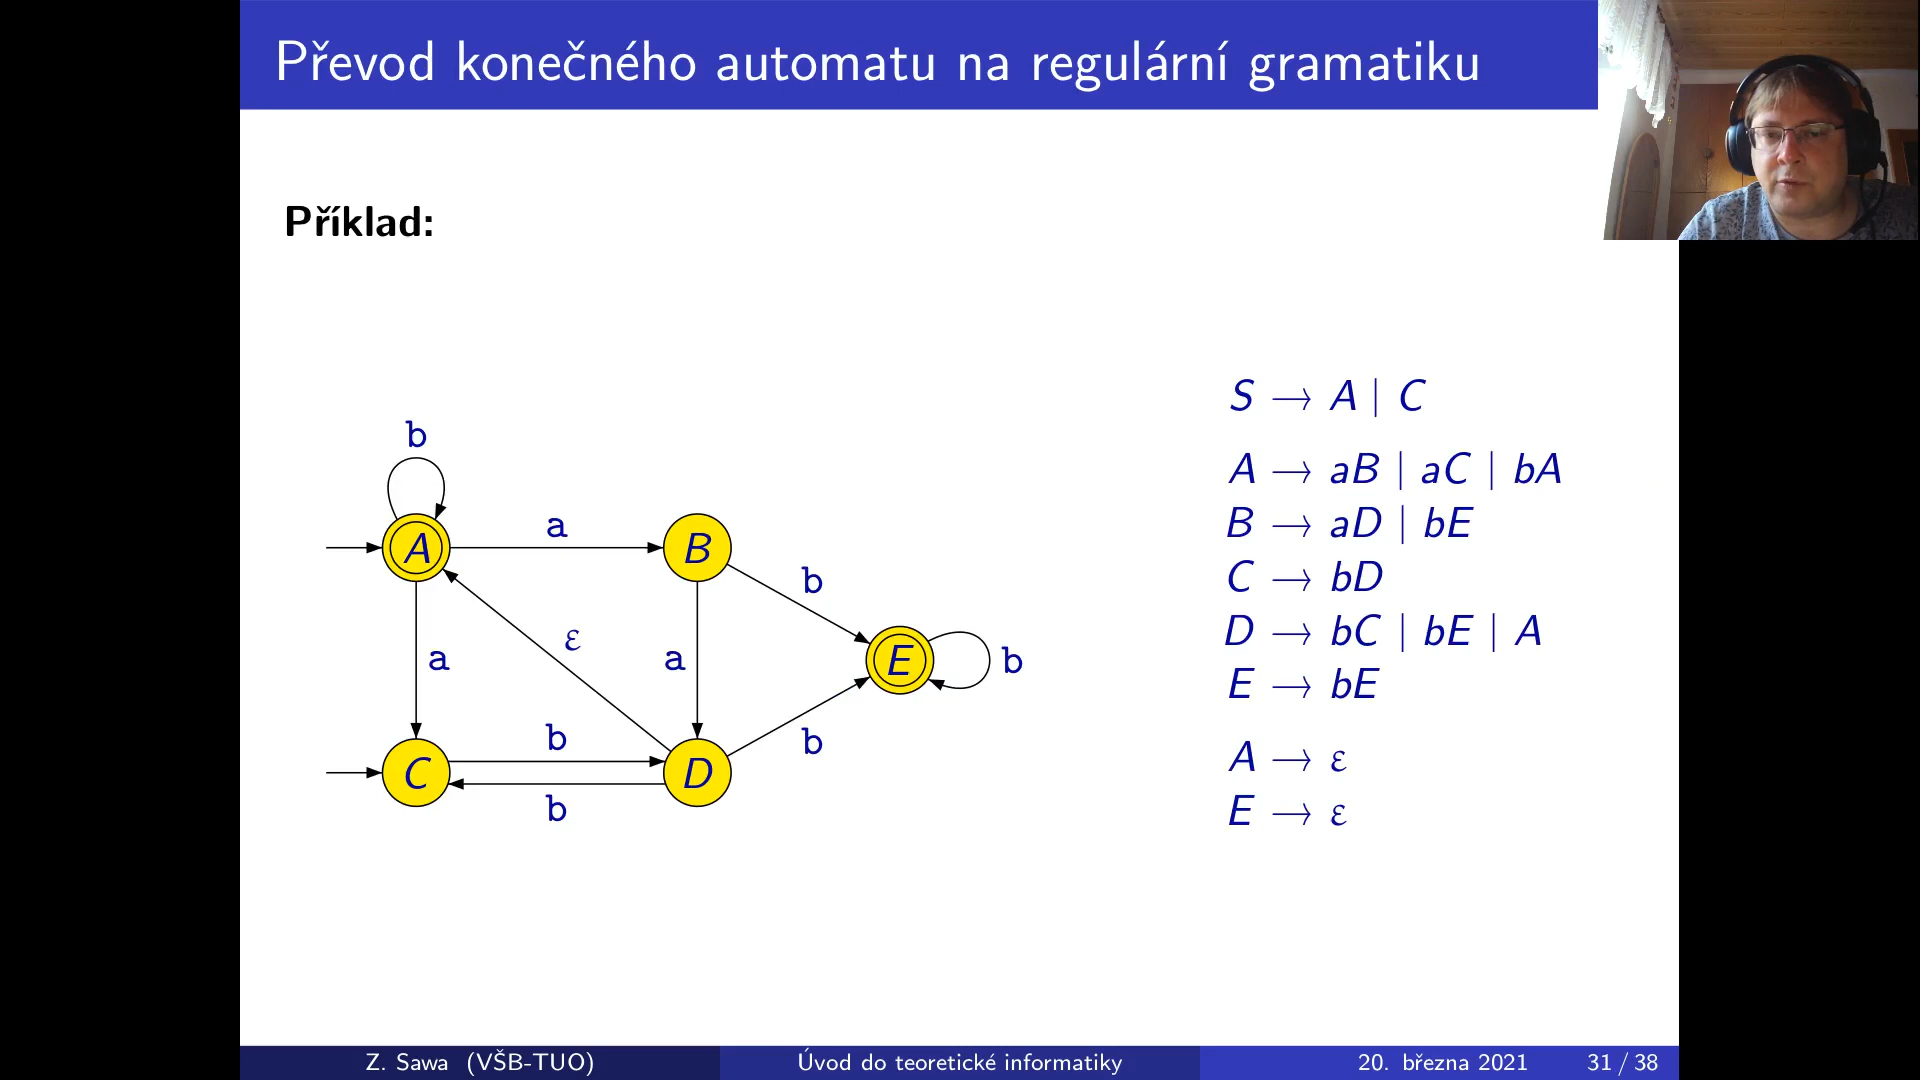 Převod konečného automatu na regulární gramatiku
Příklad:
S → A | C
b
A → aB | aC | bA
a
B → aD | bE
A
B
b
C → bD
ε
D → bC | bE | A
a
a
E
b
E → bE
b
b
A → ε
C
D
b
E → ε
Z. Sawa (VŠB-TUO)
Úvod do teoretické informatiky
20. března 2021
31 / 38